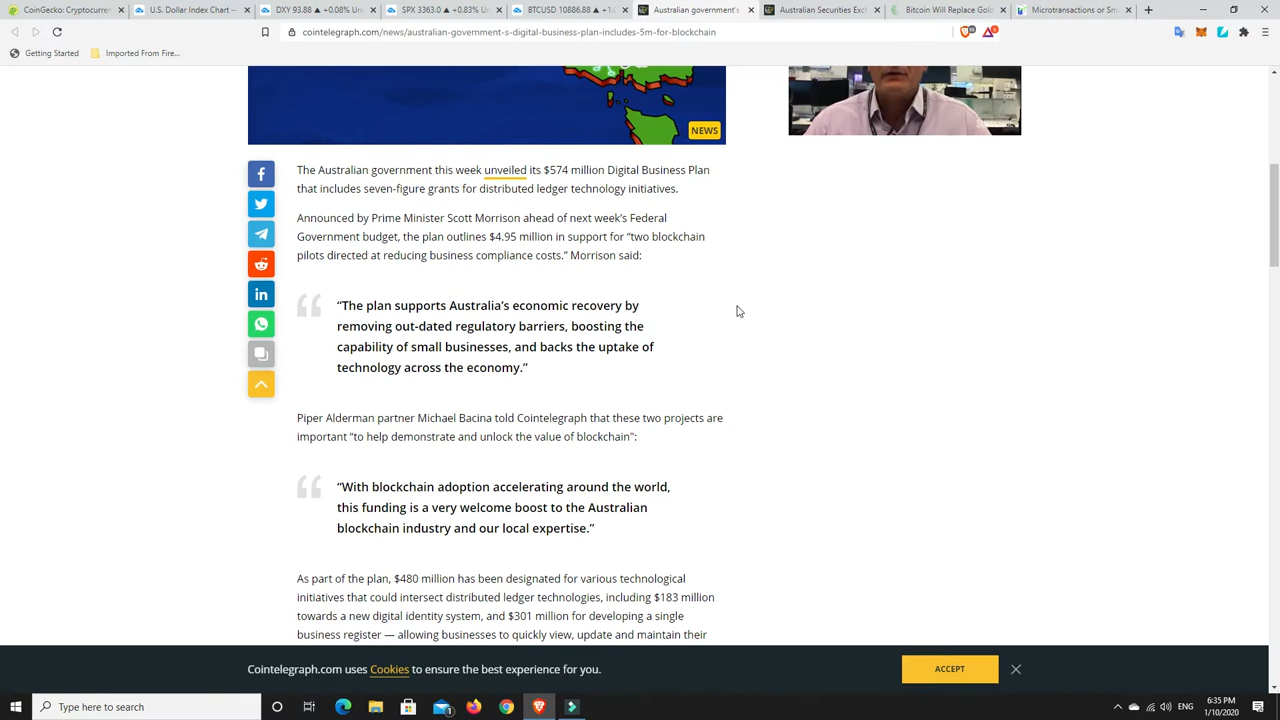 CoinGecko: Cryptocurrenc
U.S. Dollar Index Chart —
DXY 93.88 ▲ +0.08% Un
SPX 3363.0 ▲ +0.83% Un
BTCUSD 10886.88 ▲ +1.0
Australian government's
Australian Securities Exch
Bitcoin Will Replace Gold
Microtransactions or Sma
cointelegraph.com/news/australian-government-s-digital-business-plan-includes-5m-for-blockchain
Getting Started
Imported From Fire...
NEWS
The Australian government this week unveiled its $574 million Digital Business Plan
that includes seven-figure grants for distributed ledger technology initiatives.
Announced by Prime Minister Scott Morrison ahead of next week's Federal
Government budget, the plan outlines $4.95 million in support for “two blockchain
pilots directed at reducing business compliance costs.” Morrison said:
“The plan supports Australia's economic recovery by
removing out-dated regulatory barriers, boosting the
capability of small businesses, and backs the uptake of
technology across the economy.”
Piper Alderman partner Michael Bacina told Cointelegraph that these two projects are
important “to help demonstrate and unlock the value of blockchain”:
“With blockchain adoption accelerating around the world,
this funding is a very welcome boost to the Australian
blockchain industry and our local expertise.”
As part of the plan, $480 million has been designated for various technological
initiatives that could intersect distributed ledger technologies, including $183 million
towards a new digital identity system, and $301 million for developing a single
business register — allowing businesses to quickly view, update and maintain their
Cointelegraph.com uses Cookies to ensure the best experience for you.
ACCEPT
Type here to search
ENG
6:35 PM
1/10/2020